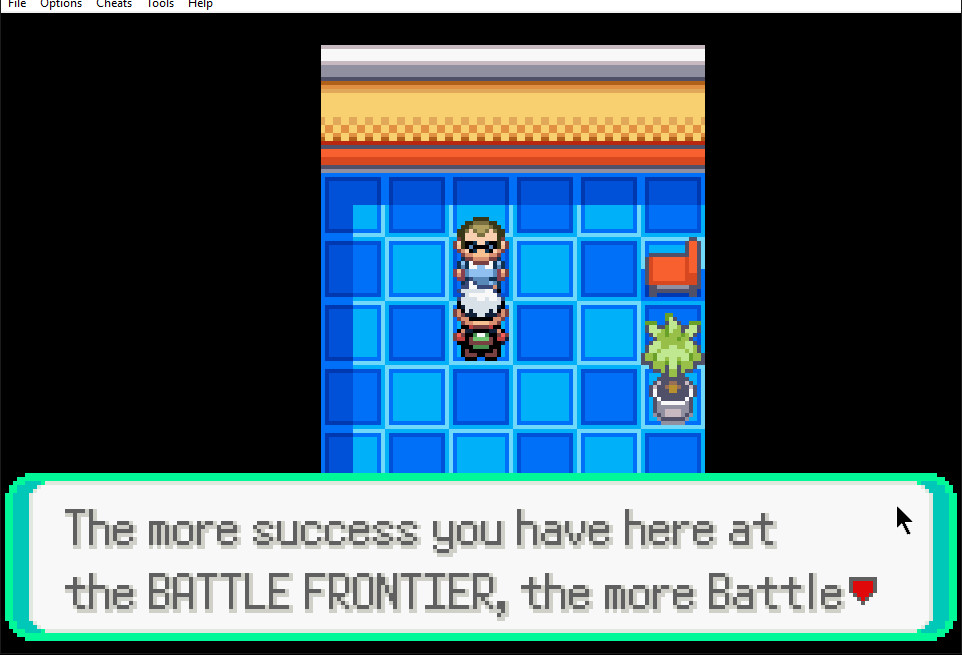 File Options Cheats Tools Help
The more success you have here at
the BATTLE FRONTIER, the more Battle